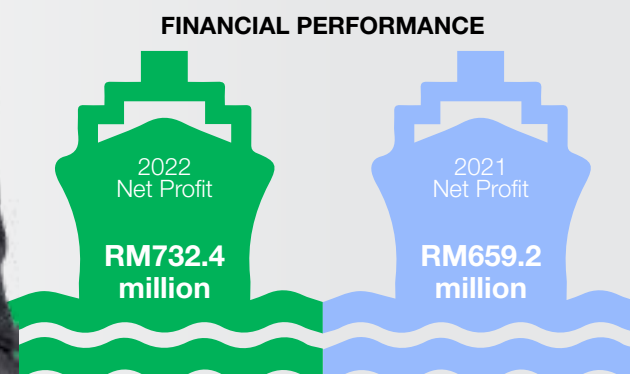 FINANCIAL PERFORMANCE
2022
Net Profit
RM732.4
million
2021
Net Profit
RM659.2
million